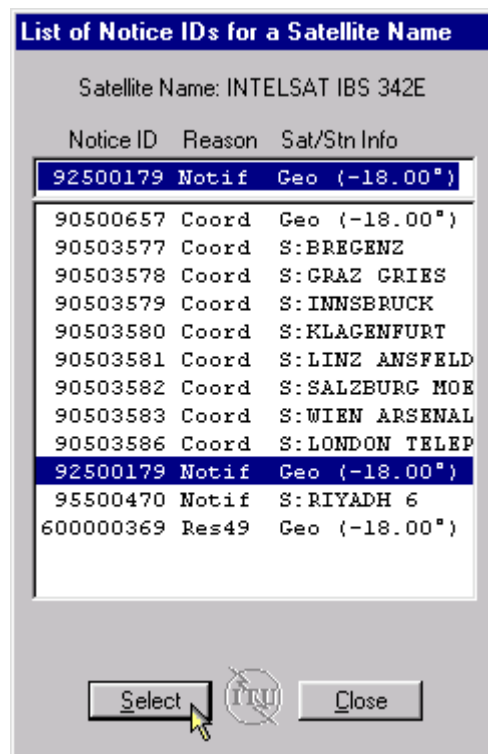 List of Notice IDs for a Satellite Name
Satellite Name: INTELSAT IBS 342E
Notice ID Reason Sat/Stn Info
92500179 Notif Geo (-18.00°)
90500657 Coord Geo (-18.00°)
90503577 Coord S:BREGENZ
90503578 Coord S:GRAZ GRIES
90503579 Coord S:INNSBRUCK
90503580 Coord S:KLAGENFURT
90503581 Coord S:LINZ ANSFELD
90503582 Coord S:SALZBURG MOE
90503583 Coord S:WIEN ARSENAL
90503586 Coord S:LONDON TELEP
92500179 Notif Geo (-18.00°)
95500470 Notif S:RIYADH 6
600000369 Res49 Geo (-18.00°)
Select ITU Close